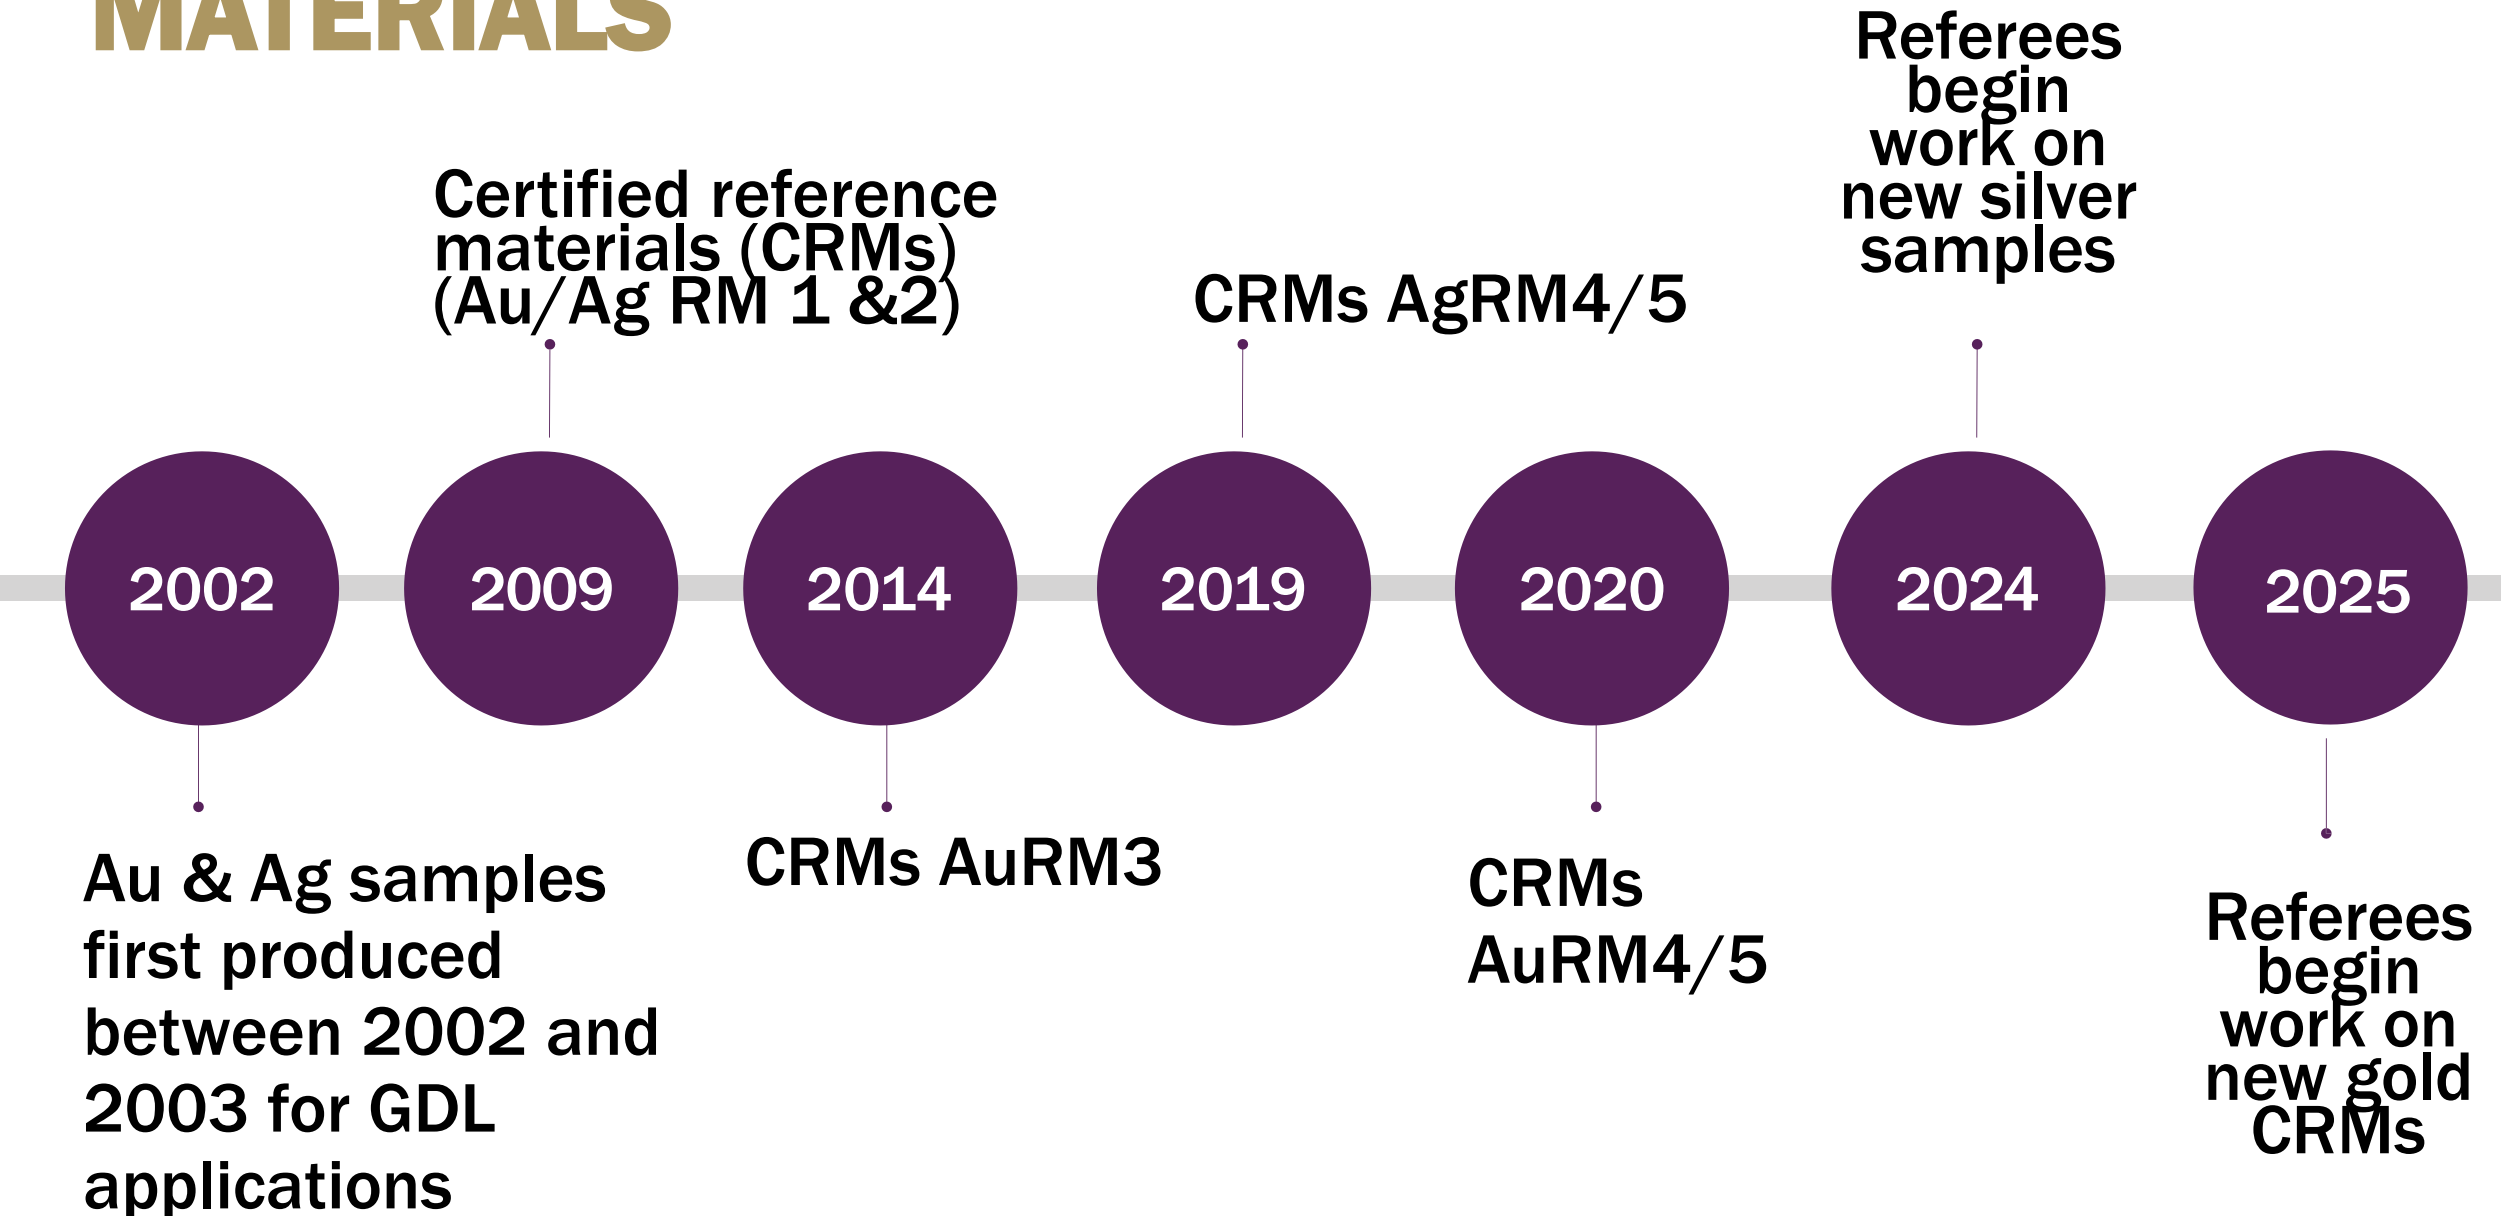 MATERIALS
Referees
begin
work on
new silver
samples
Certified reference
materials (CRMs)
(Au/Ag RM 1 &2)
CRMs AgRM4/5
2002
2009
2014
2019
2020
2024
2025
Au & Ag samples
first produced
between 2002 and
2003 for GDL
applications
CRMs AuRM3
CRMs
AuRM4/5
Referees
begin
work on
new gold
CRMs